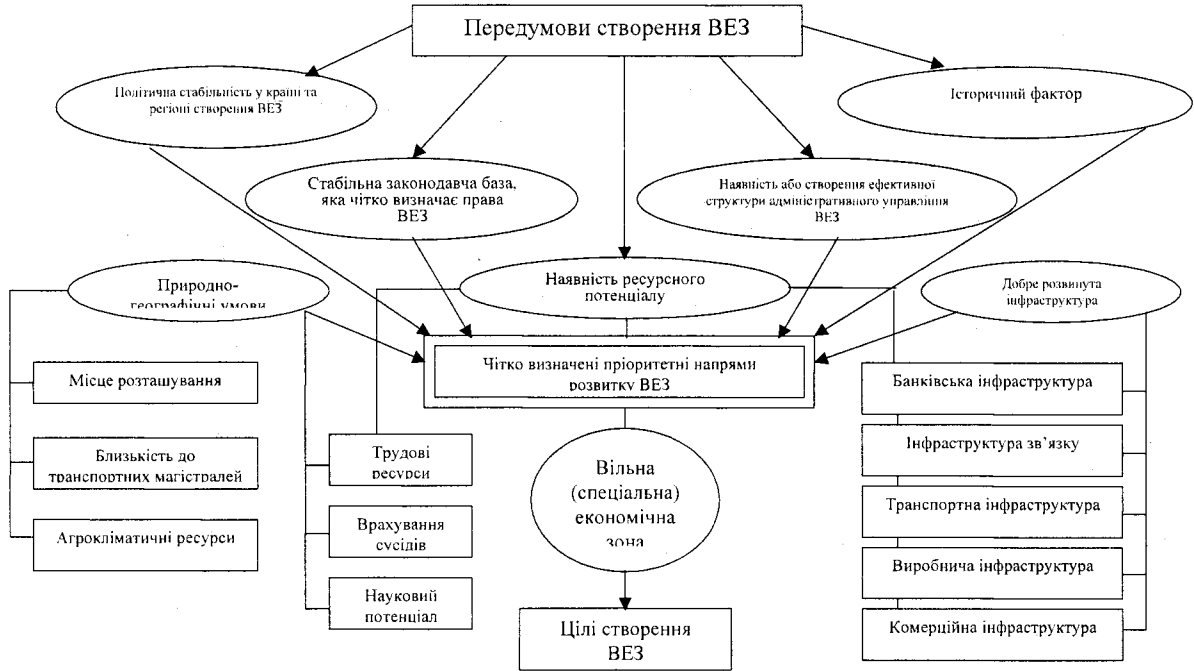 Передумови створення ВЕЗ
Політична стабільність у країні та
регіоні створення ВЕЗ
Історичний фактор
Стабільна законодавча база,
яка чітко визначає права
ВЕЗ
Наявність або створення ефективної
структури адміністративного управління
ВЕЗ
Природно-
географічні умови
Наявність ресурсного
потенціалу
Добре розвинута
інфраструктура
Чітко визначені пріоритетні напрями
розвитку ВЕЗ
Місце розташування
Близькість до
транспортних магістралей
Агрокліматичні ресурси
Трудові
ресурси
Врахування
сусідів
Науковий
потенціал
Вільна
(спеціальна)
економічна
зона
Цілі створення
ВЕЗ
Банківська інфраструктура
Інфраструктура зв’язку
Транспортна інфраструктура
Виробнича інфраструктура
Комерційна інфраструктура